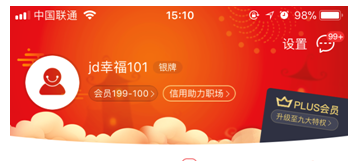 中国联通 15:10 98%
设置 99+
jd幸福101 银牌
会员199-100> 信用助力职场>
PLUS会员
升级至九大特权>